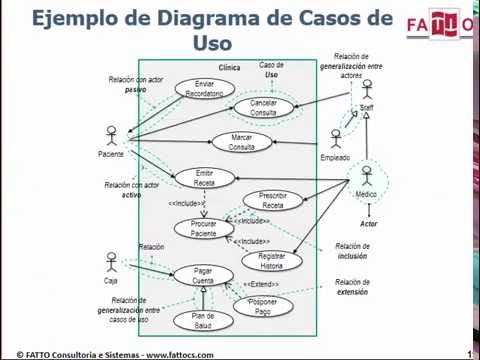 Ejemplo de Diagrama de Casos de
Uso
FATTO
Clínica
Caso de
Uso
Relación de
generalización entre
actores
Relación con actor
pasivo
Enviar
Recordatorio
Cancelar
Consulta
Staff
Paciente
Marcar
Consulta
Empleado
Relación con actor
activo
Emitir
Receta
Médico
<<Include>>
Prescribir
Receta
Actor
Procurar
Paciente
<<Include>>
Relación
Registrar
Historia
Relación de
inclusión
Caja
Pagar
Cuenta
<<Extend>>
Relación de
extensión
Relación de
generalización entre
casos de uso
Posponer
Pago
Plan de
Salud
© FATTO Consultoria e Sistemas - www.fattocs.com
1